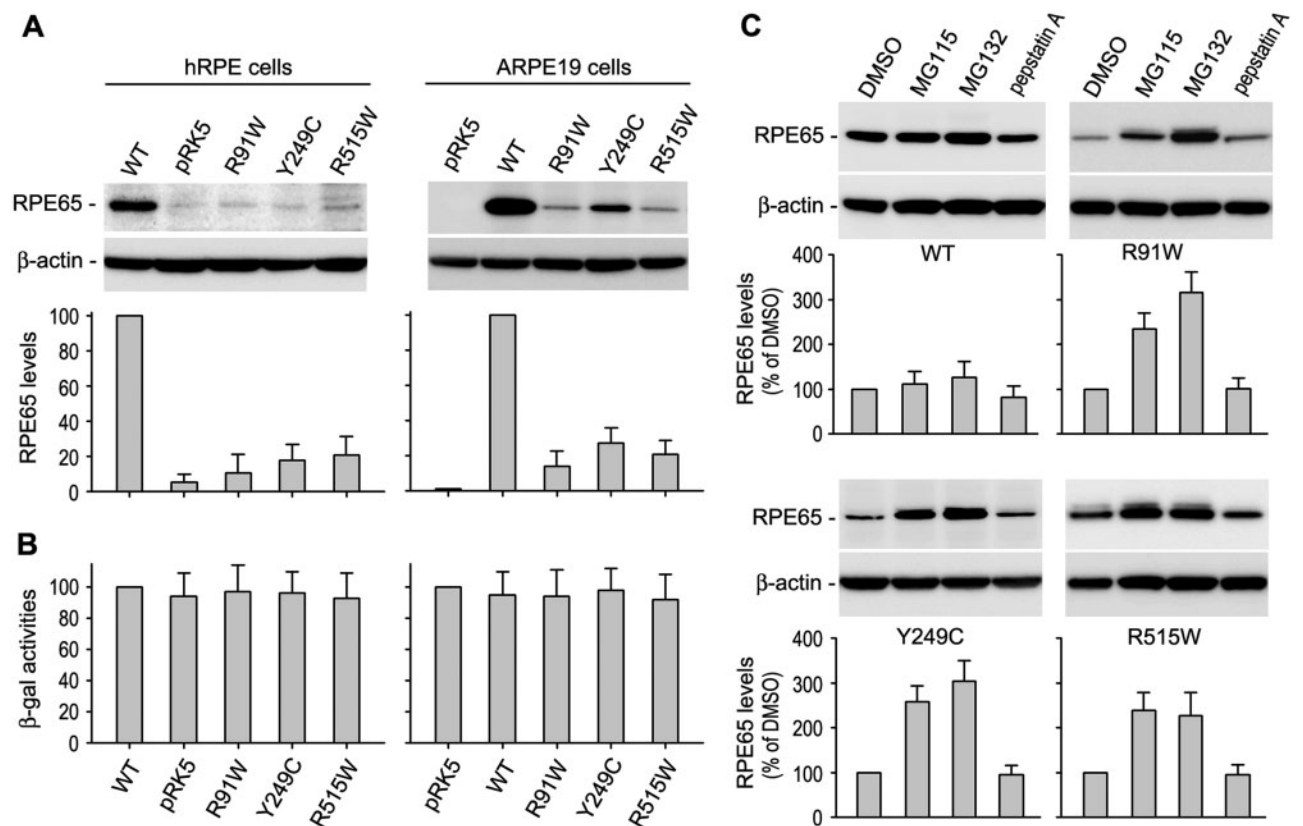 A
hRPE cells
ARPE19 cells
WT
pRK5
R91W
Y249C
R515W
pRK5
WT
R91W
Y249C
R515W
RPE65 -
β-actin -
RPE65 levels
100
80
60
40
20
0
B
β-gal activities
100
80
60
40
20
0
WT
pRK5
R91W
Y249C
R515W
pRK5
WT
R91W
Y249C
R515W
C
DMSO
MG115
MG132
pepstatin A
DMSO
MG115
MG132
pepstatin A
RPE65 -
β-actin -
WT
R91W
RPE65 levels
(% of DMSO)
400
300
200
100
0
RPE65 -
β-actin -
Y249C
R515W
RPE65 levels
(% of DMSO)
400
300
200
100
0